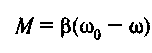 M = β(ω₀ − ω)